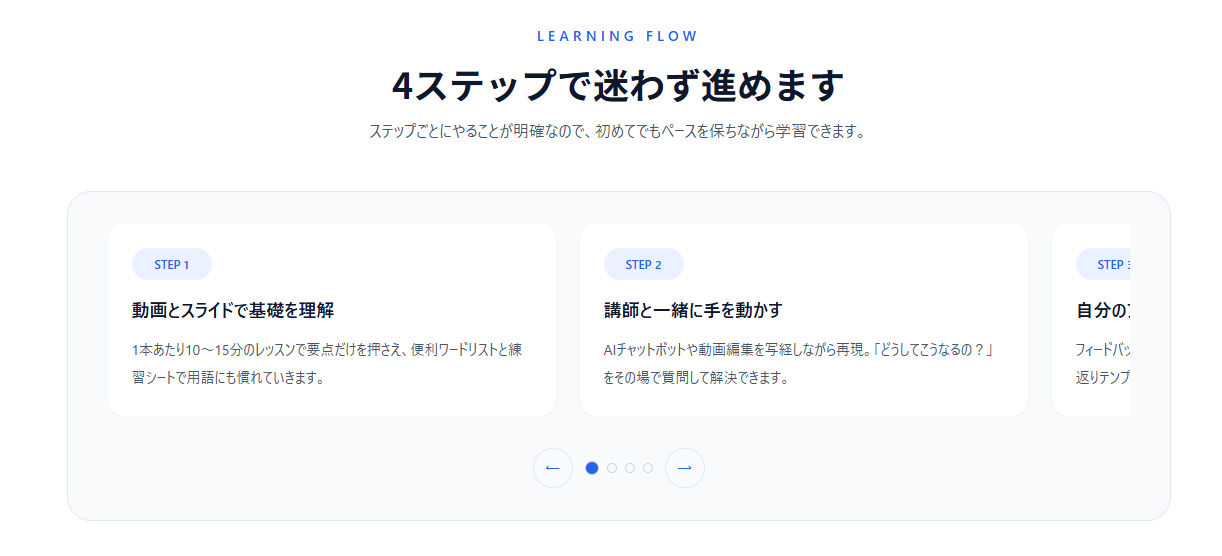 LEARNING FLOW
4ステップで迷わず進めます
ステップごとにやることが明確なので、初めてでもペースを保ちながら学習できます。
STEP 1
動画とスライドで基礎を理解
1本あたり10〜15分のレッスンで要点だけを押さえ、便利ワードリストと練
習シートで用語にも慣れていきます。
STEP 2
講師と一緒に手を動かす
AIチャットボットや動画編集を写経しながら再現。「どうしてこうなるの？」
をその場で質問して解決できます。
STEP
自分の
フィードバッ
返りテンプ
← →